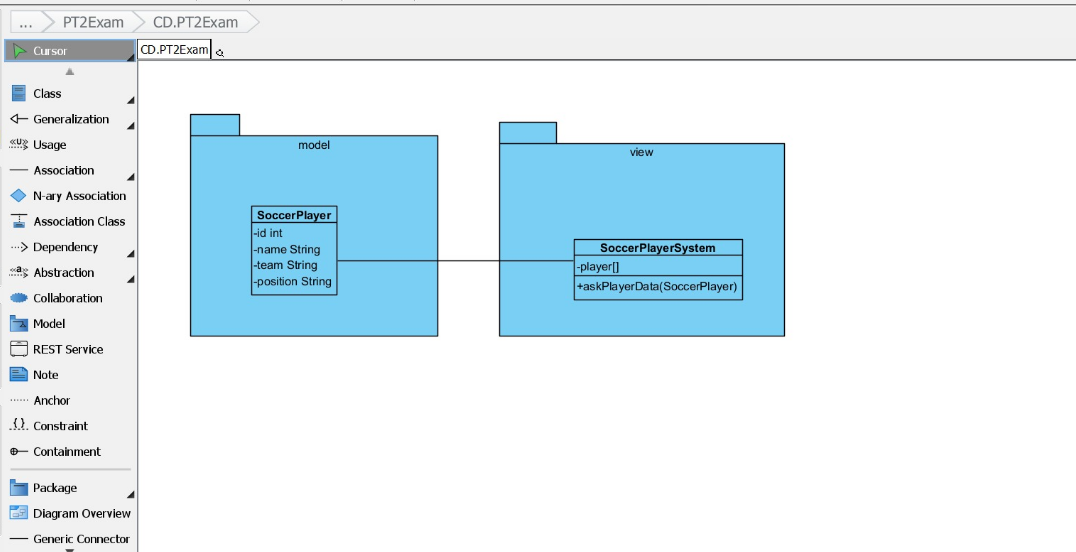 ... PT2Exam CD.PT2Exam
Cursor
CD.PT2Exam
Class
Generalization
«U» Usage
Association
N-ary Association
Association Class
Dependency
«a» Abstraction
Collaboration
Model
REST Service
Note
Anchor
{} Constraint
Containment
Package
Diagram Overview
Generic Connector
model
SoccerPlayer
-id int
-name String
-team String
-position String
view
SoccerPlayerSystem
-player[]
+askPlayerData(SoccerPlayer)